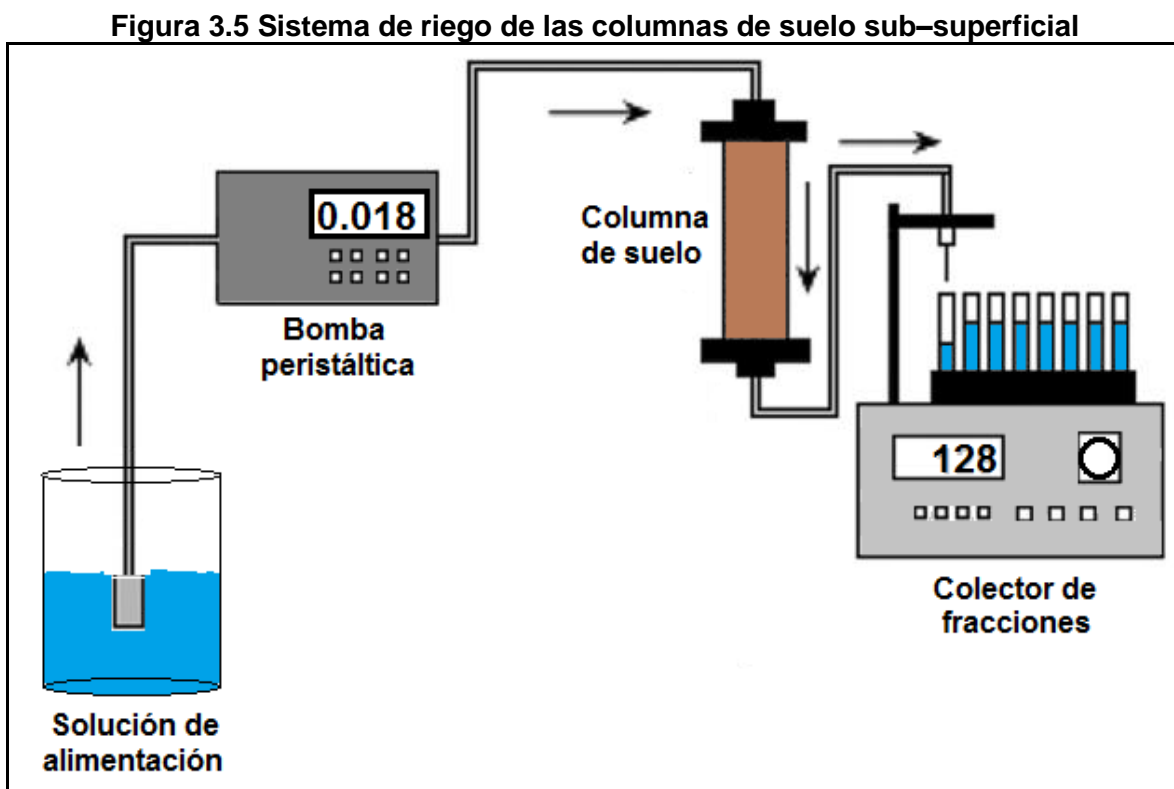 Figura 3.5 Sistema de riego de las columnas de suelo sub–superficial
0.018
Bomba
peristáltica
Columna
de suelo
128
Colector de
fracciones
Solución de
alimentación